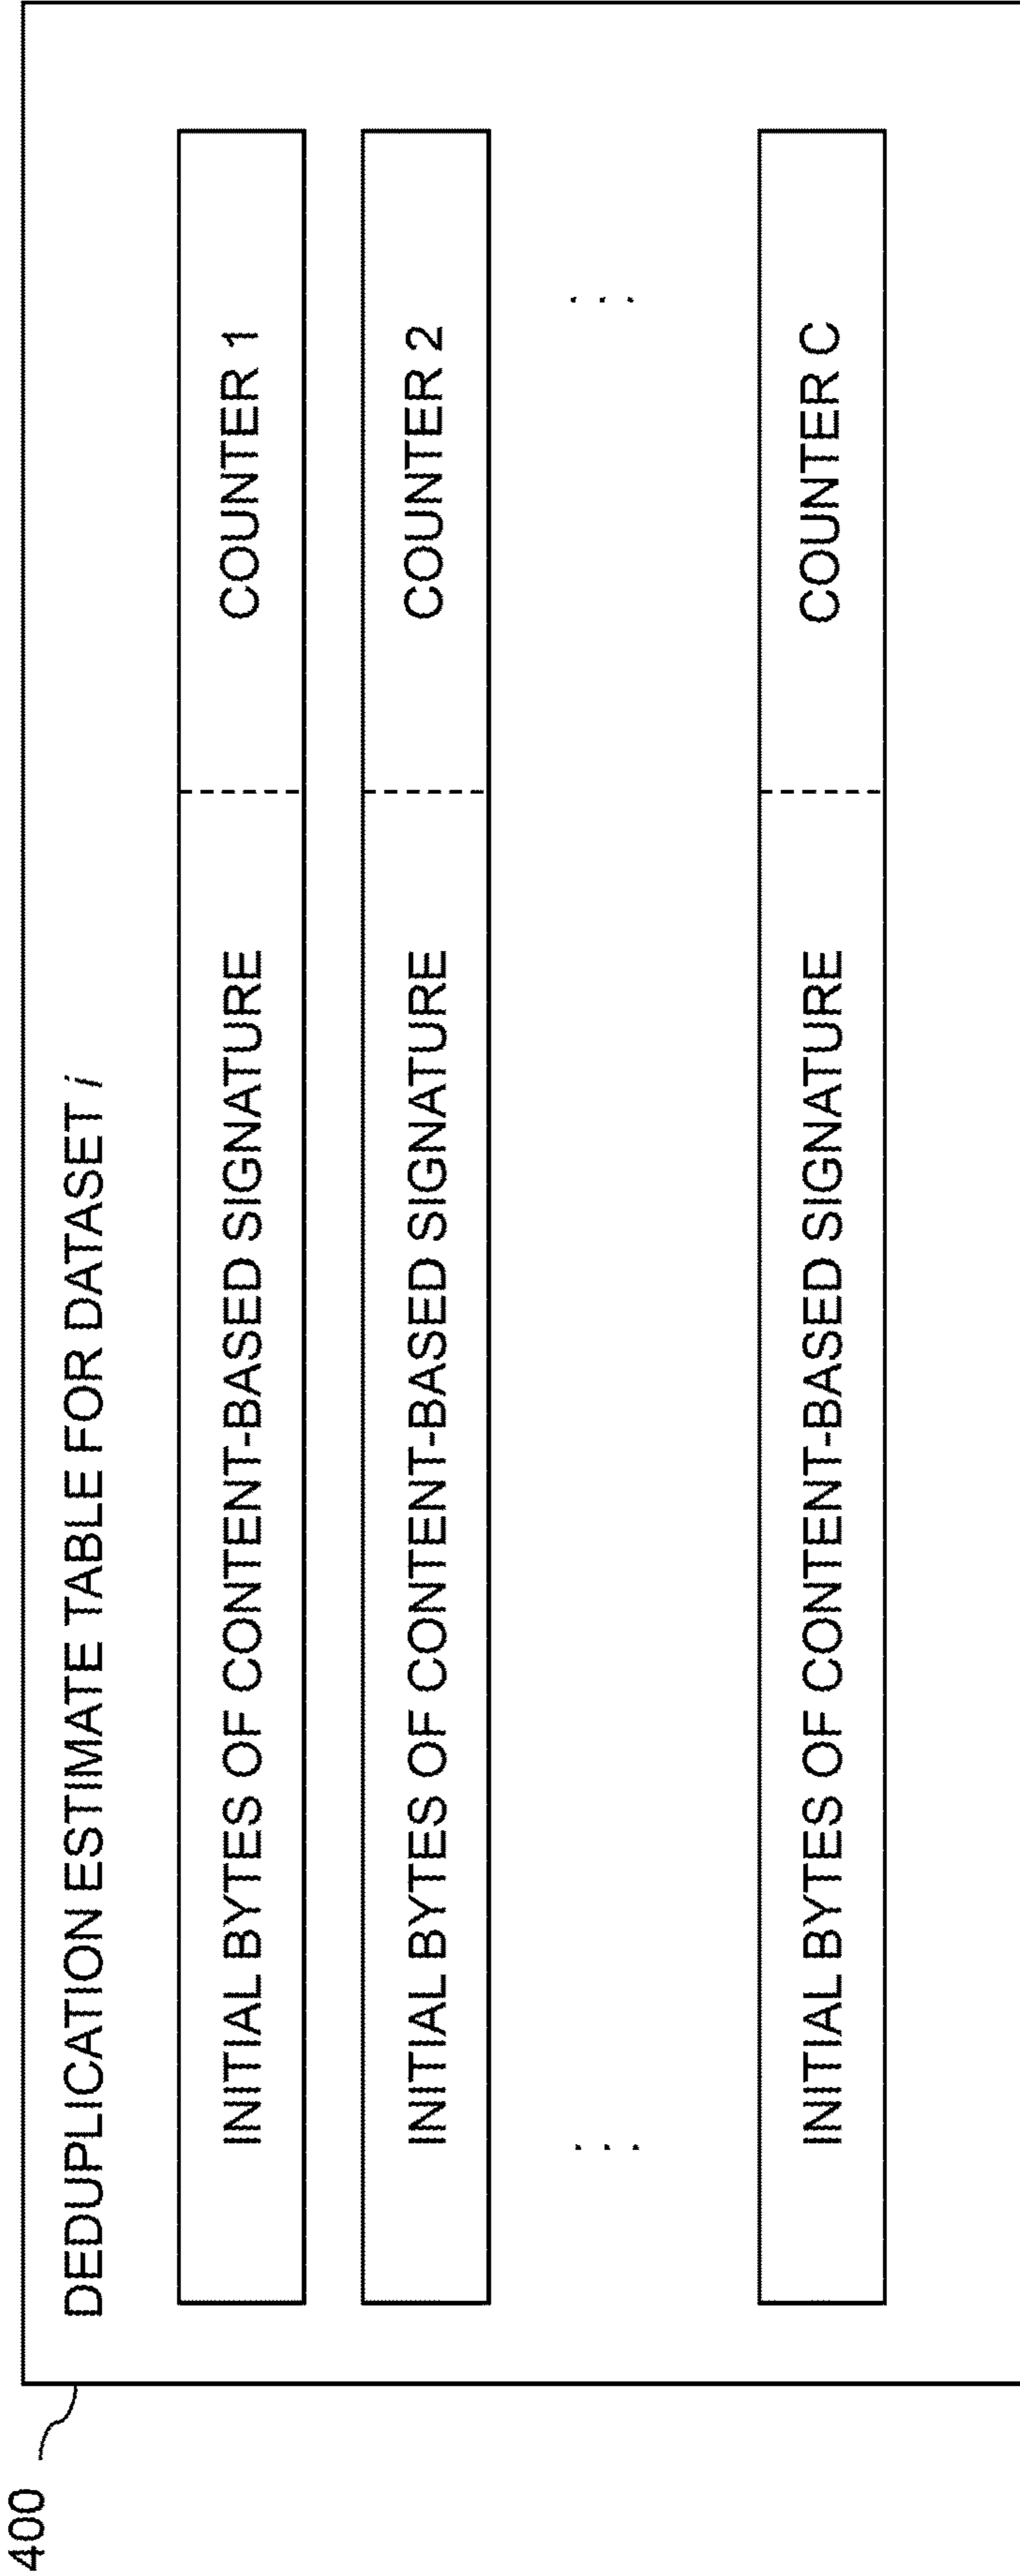 400
DEDUPLICATION ESTIMATE TABLE FOR DATASET i
INITIAL BYTES OF CONTENT-BASED SIGNATURE COUNTER 1
INITIAL BYTES OF CONTENT-BASED SIGNATURE COUNTER 2
. . . . . .
INITIAL BYTES OF CONTENT-BASED SIGNATURE COUNTER C